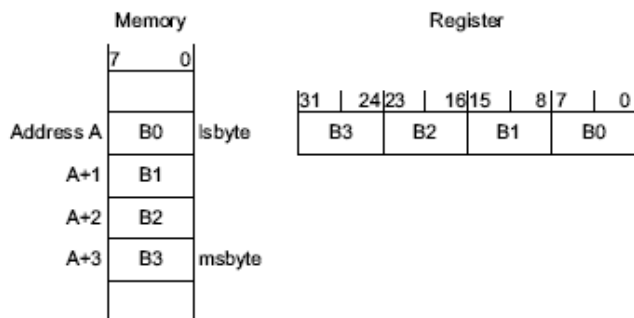 Memory
Register
7 0
31 24 23 16 15 8 7 0
Address A B0 lsbyte
B3 B2 B1 B0
A+1 B1
A+2 B2
A+3 B3 msbyte